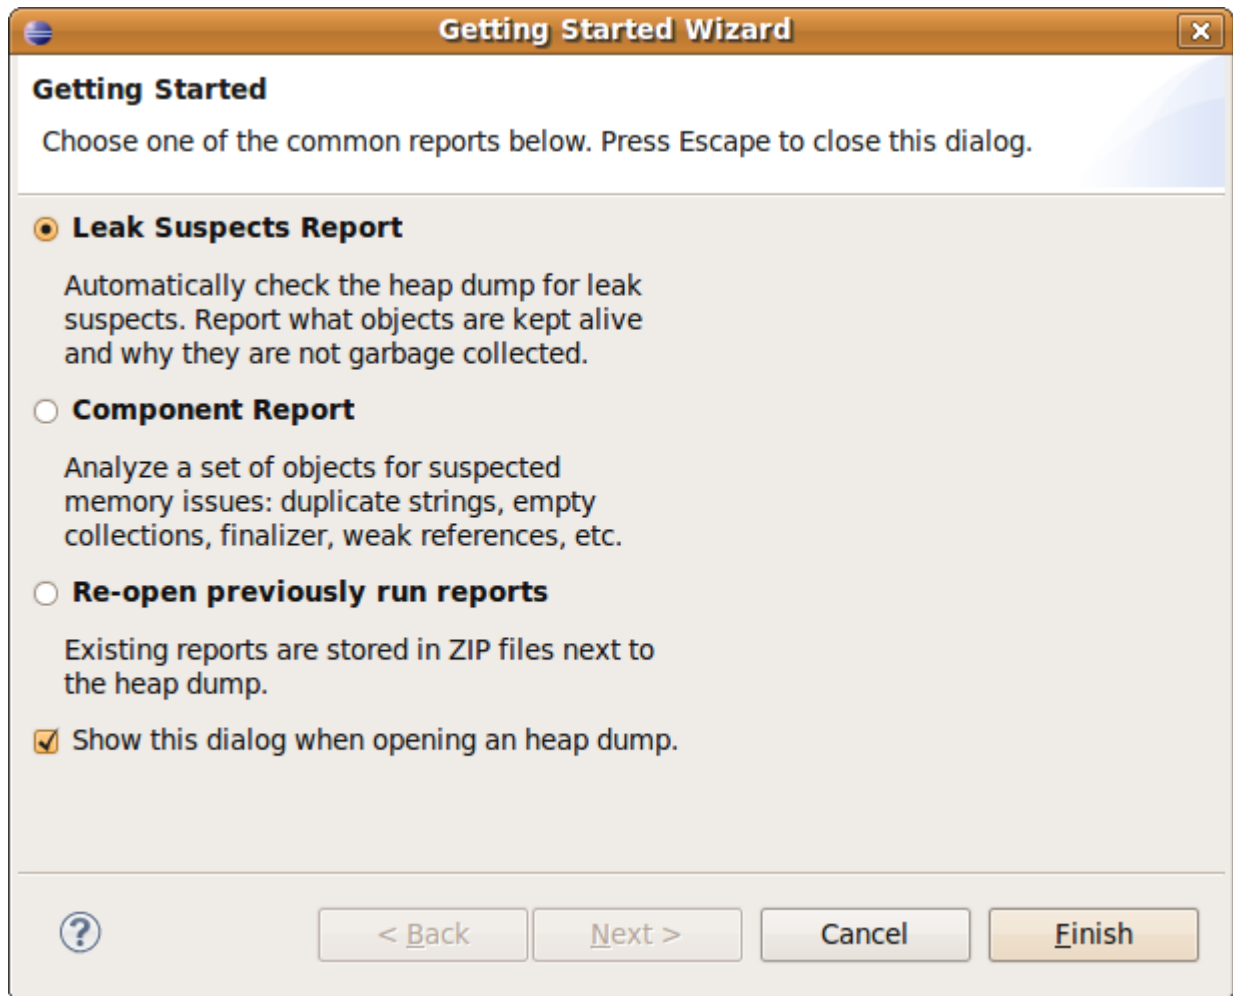 Getting Started Wizard
Getting Started
Choose one of the common reports below. Press Escape to close this dialog.
Leak Suspects Report
Automatically check the heap dump for leak
suspects. Report what objects are kept alive
and why they are not garbage collected.
Component Report
Analyze a set of objects for suspected
memory issues: duplicate strings, empty
collections, finalizer, weak references, etc.
Re-open previously run reports
Existing reports are stored in ZIP files next to
the heap dump.
Show this dialog when opening an heap dump.
? < Back Next > Cancel Finish